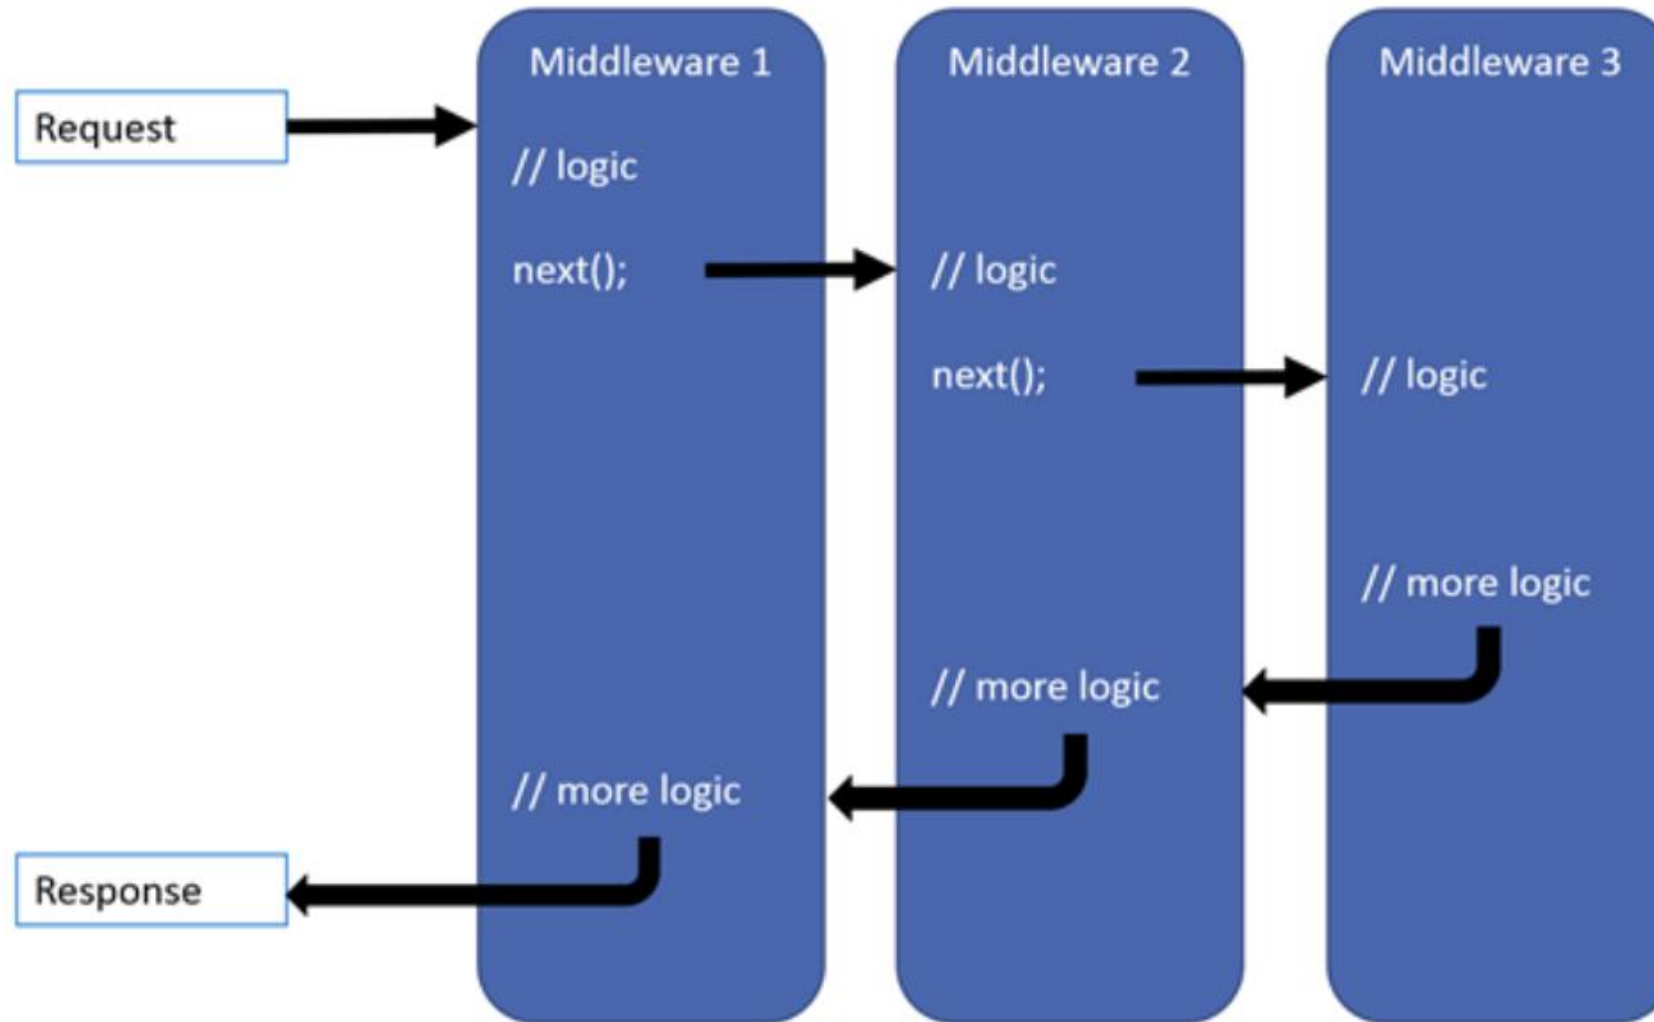 Middleware 1
Middleware 2
Middleware 3
Request
// logic
next();
// logic
next();
// logic
// more logic
// more logic
// more logic
Response